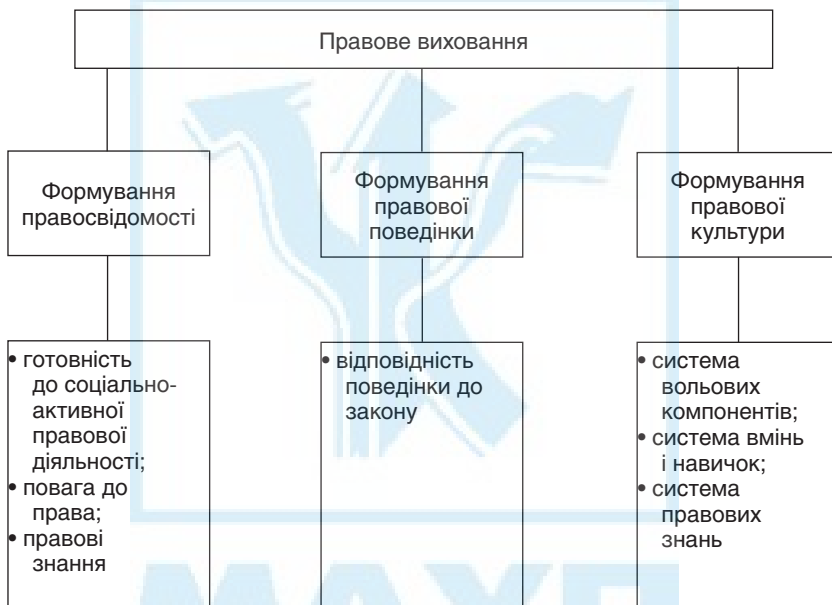 Правове виховання
Формування
правосвідомості
Формування
правової
поведінки
Формування
правової
культури
• готовність
до соціально-
активної
правової
діяльності;
• повага до
права;
• правові
знання
• відповідність
поведінки до
закону
• система
вольових
компонентів;
• система вмінь
і навичок;
• система
правових
знань